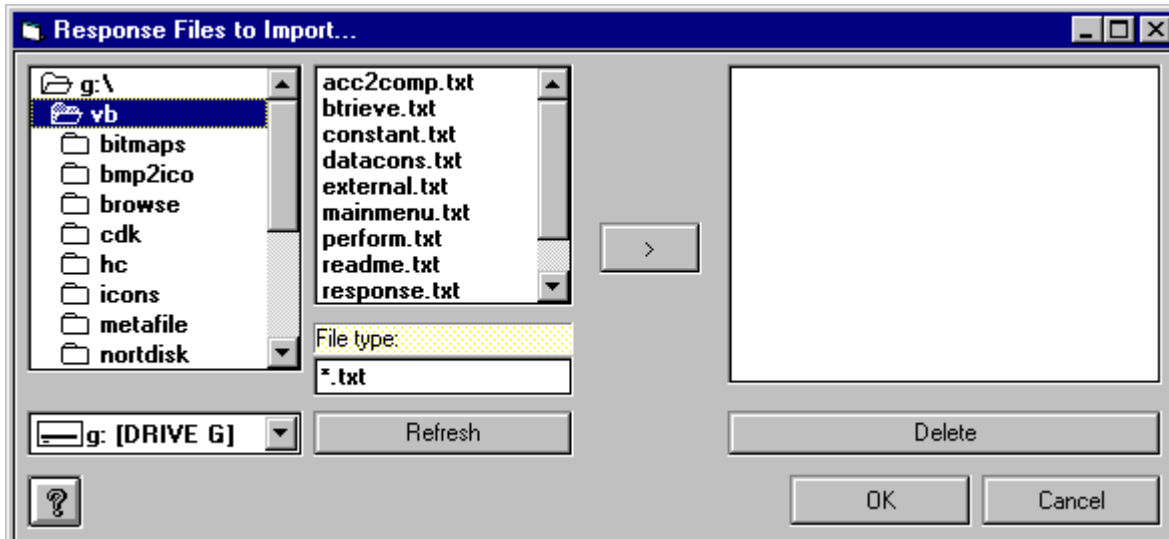 Response Files to Import...
g:\
vb
bitmaps
bmp2ico
browse
cdk
hc
icons
metafile
nortdisk
acc2comp.txt
btrieve.txt
constant.txt
datacons.txt
external.txt
mainmenu.txt
perform.txt
readme.txt
response.txt
>
File type:
*.txt
g: [DRIVE G]
Refresh
Delete
?
OK
Cancel